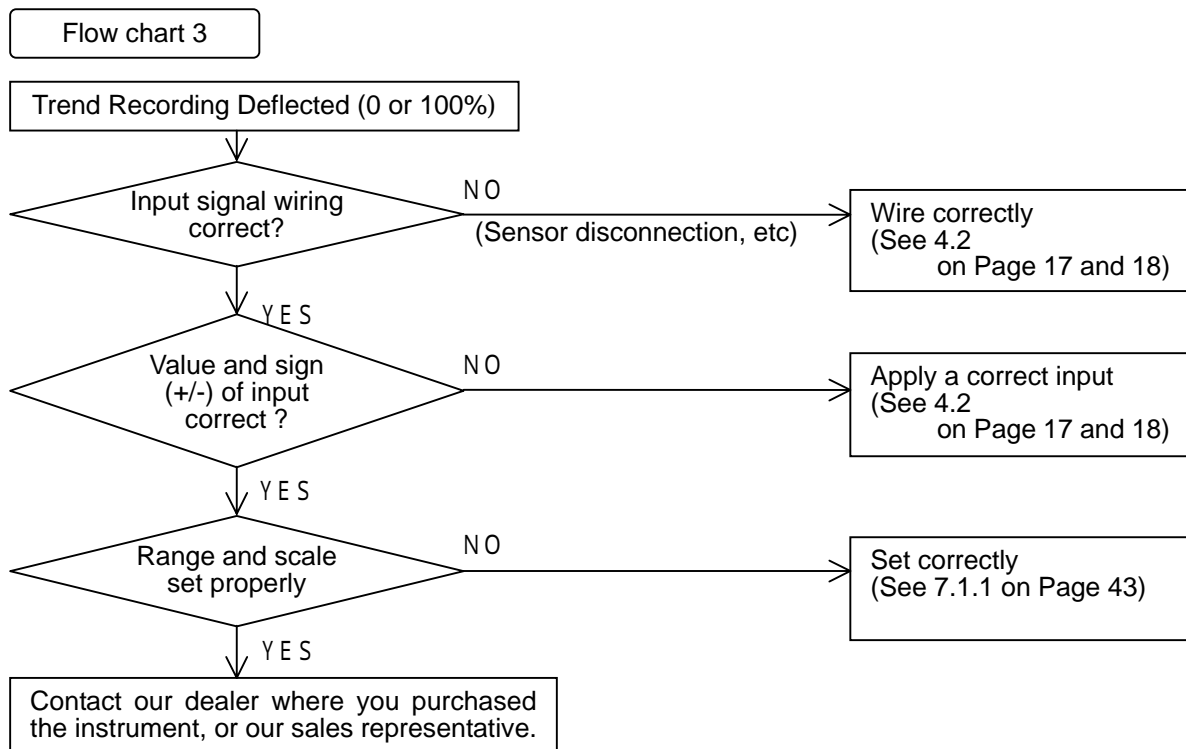 Flow chart 3
Trend Recording Deflected (0 or 100%)
Input signal wiring
correct?
NO
(Sensor disconnection, etc)
Wire correctly
(See 4.2
on Page 17 and 18)
YES
Value and sign
(+/-) of input
correct ?
NO
Apply a correct input
(See 4.2
on Page 17 and 18)
YES
Range and scale
set properly
NO
Set correctly
(See 7.1.1 on Page 43)
YES
Contact our dealer where you purchased
the instrument, or our sales representative.